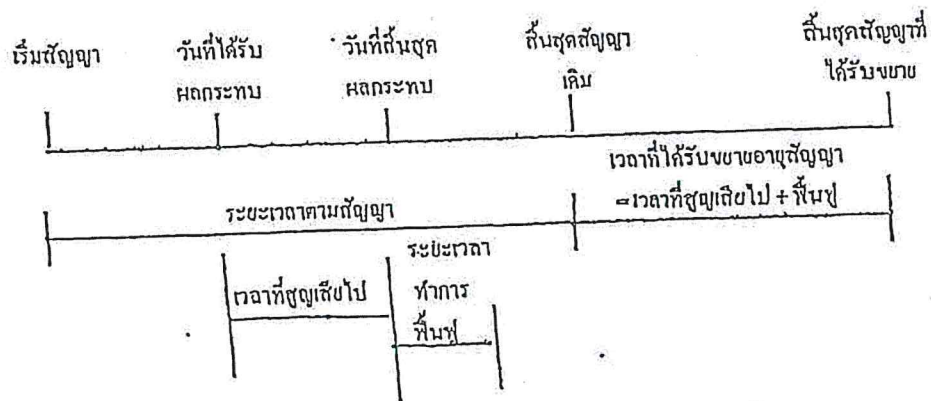 เริ่มสัญญา
วันที่ได้รับ
ผลกระทบ
วันที่สิ้นสุด
ผลกระทบ
สิ้นสุดสัญญา
เดิม
สิ้นสุดสัญญาที่
ได้รับขยาย
ระยะเวลาตามสัญญา
เวลาที่ได้รับขยายอายุสัญญา
=เวลาที่สูญเสียไป + ฟื้นฟู
เวลาที่สูญเสียไป
ระยะเวลา
ทำการ
ฟื้นฟู